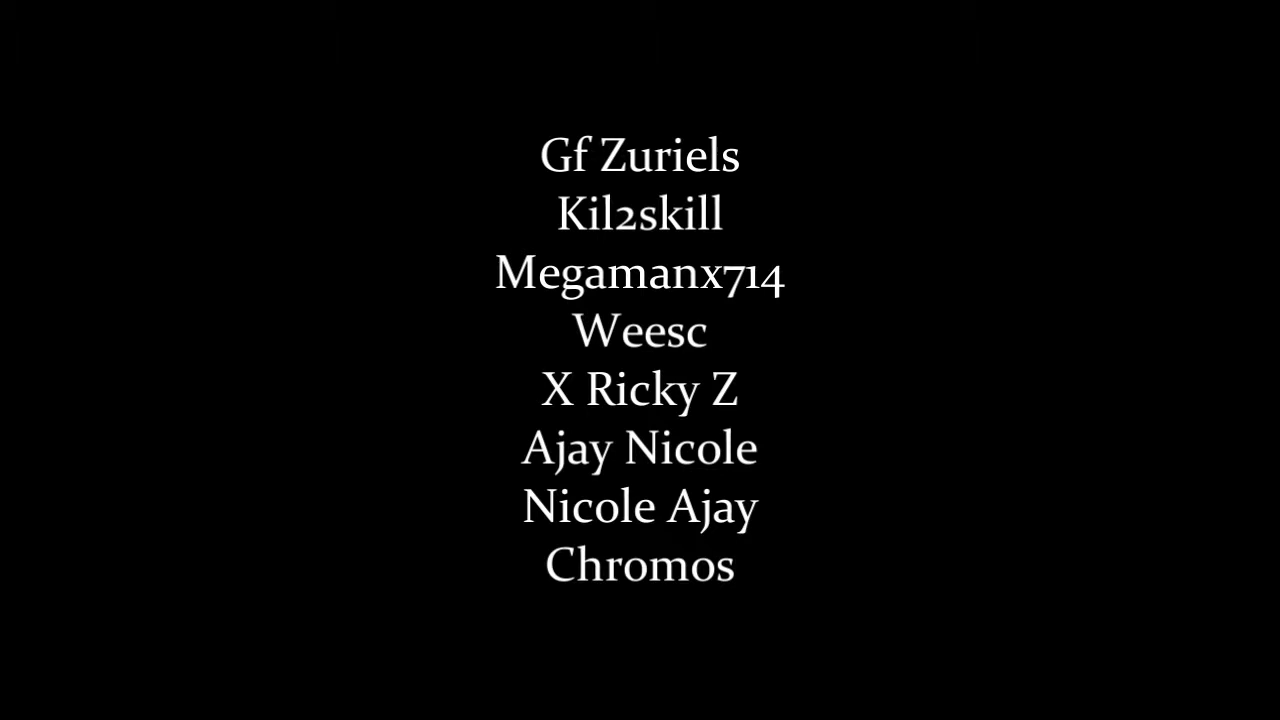 Gf Zuriels
Kil2skill
Megamanx714
Weesc
X Ricky Z
Ajay Nicole
Nicole Ajay
Chromos